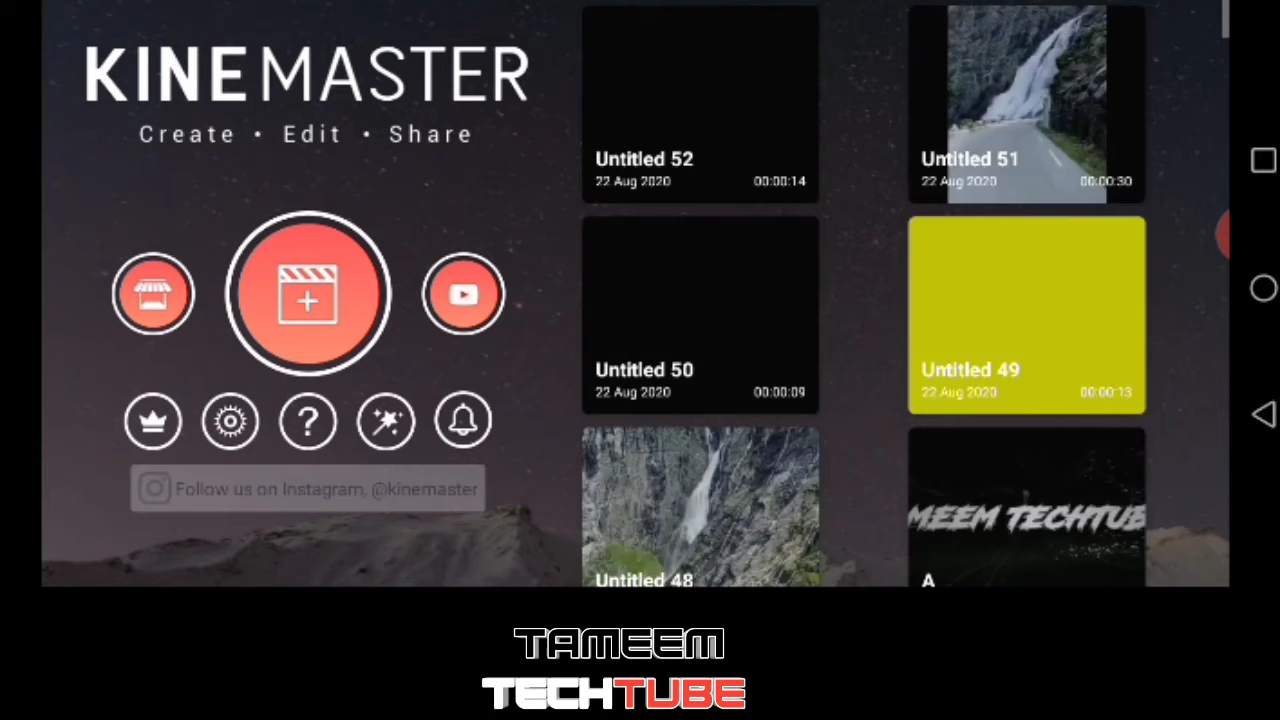 KINEMASTER
Create • Edit • Share
Follow us on Instagram, @kinemaster
Untitled 52
22 Aug 2020 00:00:14
Untitled 51
22 Aug 2020 00:00:30
Untitled 50
22 Aug 2020 00:00:09
Untitled 49
22 Aug 2020 00:00:13
Untitled 48
MEEM TECHTUB
A
TAMEEM
TECHTUBE